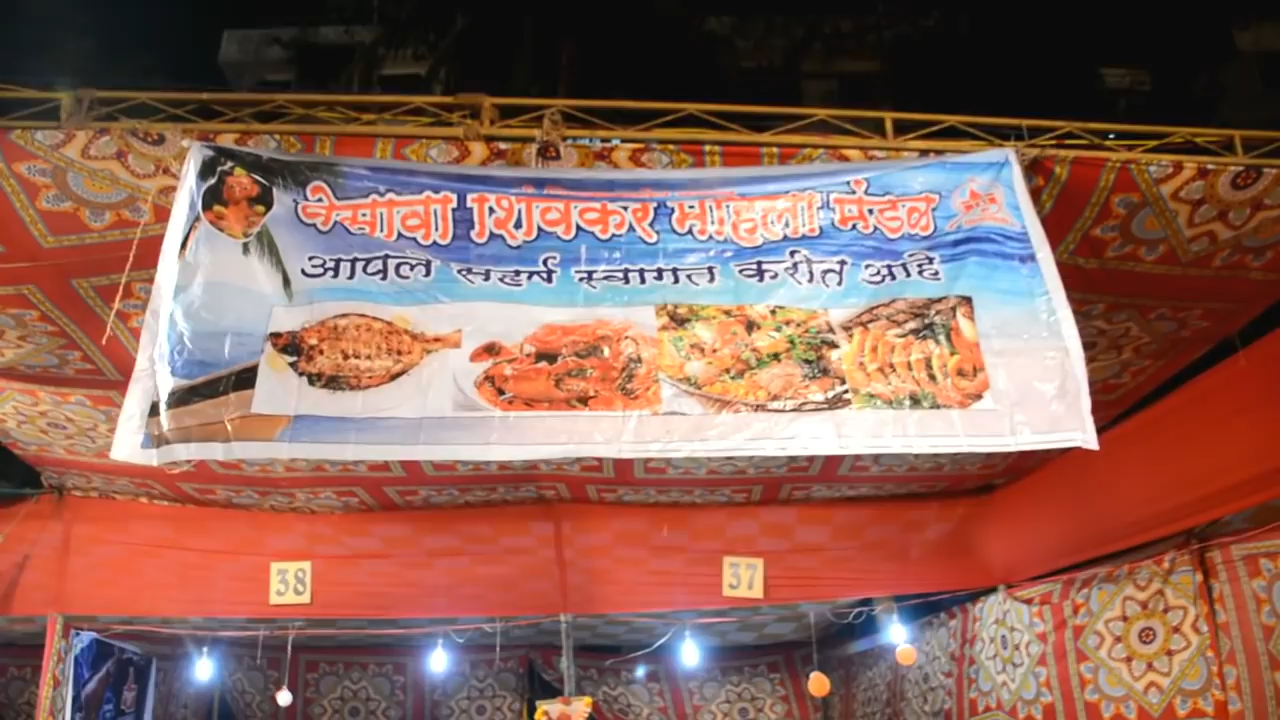 वेसावा शिवकर महिला मंडळ
आपले सहर्ष स्वागत करीत आहे
38
37